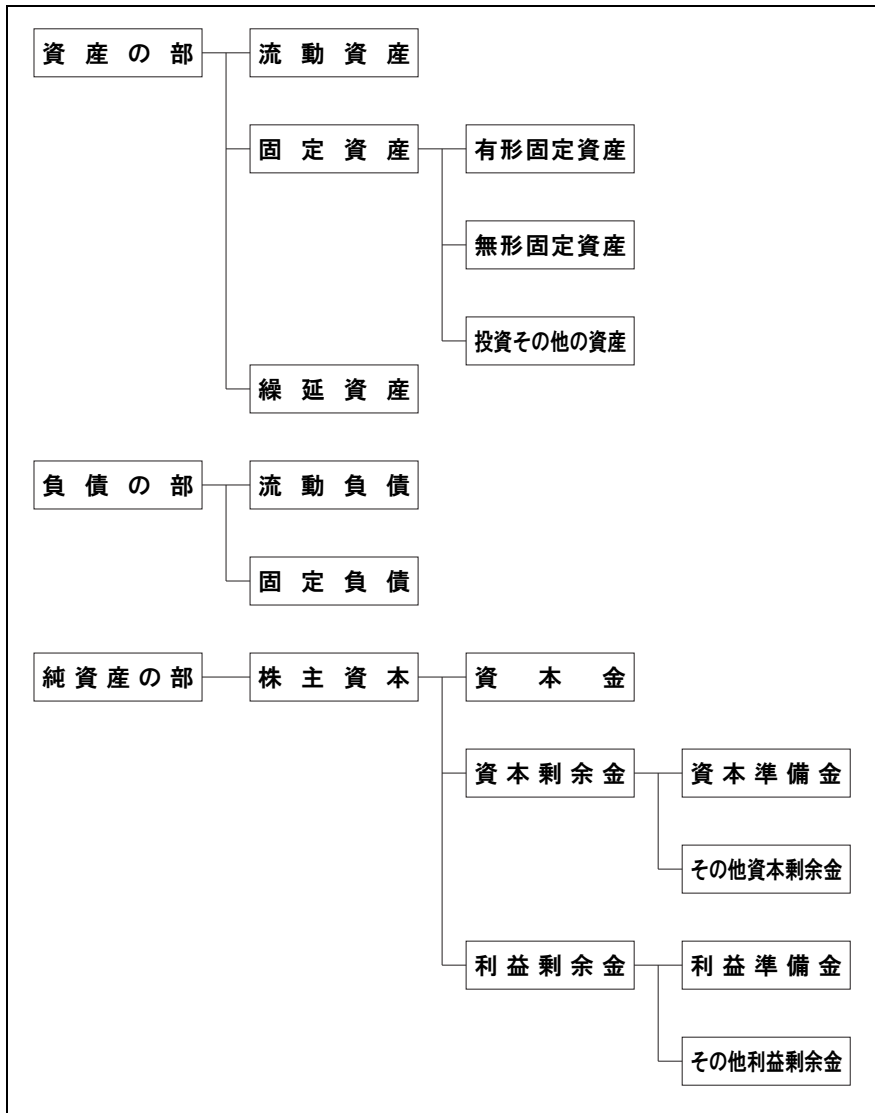 資産の部
流動資産
固定資産
有形固定資産
無形固定資産
投資その他の資産
繰延資産
負債の部
流動負債
固定負債
純資産の部
株主資本
資本金
資本剰余金
資本準備金
その他資本剰余金
利益剰余金
利益準備金
その他利益剰余金